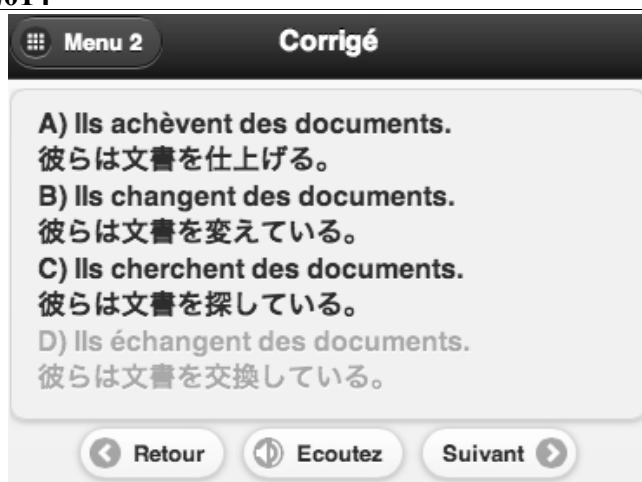 Menu 2
Corrigé
A) Ils achèvent des documents.
彼らは文書を仕上げる。
B) Ils changent des documents.
彼らは文書を変えている。
C) Ils cherchent des documents.
彼らは文書を探している。
D) Ils échangent des documents.
彼らは文書を交換している。
Retour
Ecoutez
Suivant